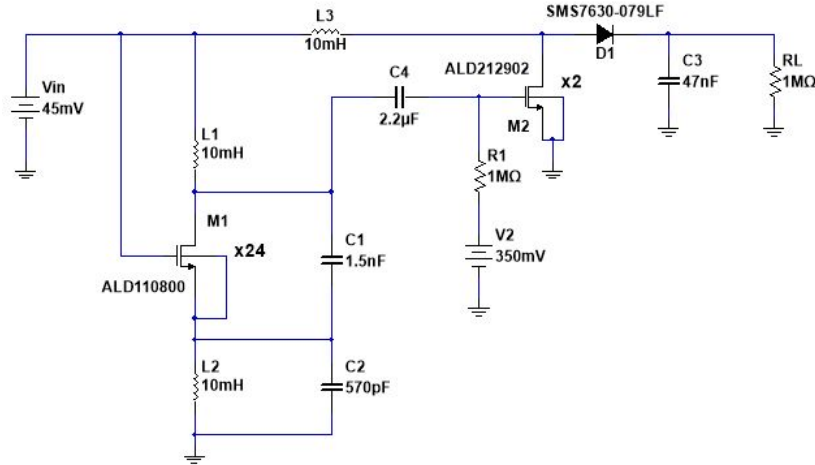 SMS7630-079LF
L3
10mH
D1
ALD212902
C3
47nF
RL
1MΩ
C4
2.2µF
x2
M2
Vin
45mV
L1
10mH
R1
1MΩ
M1
x24
C1
1.5nF
V2
350mV
ALD110800
L2
10mH
C2
570pF